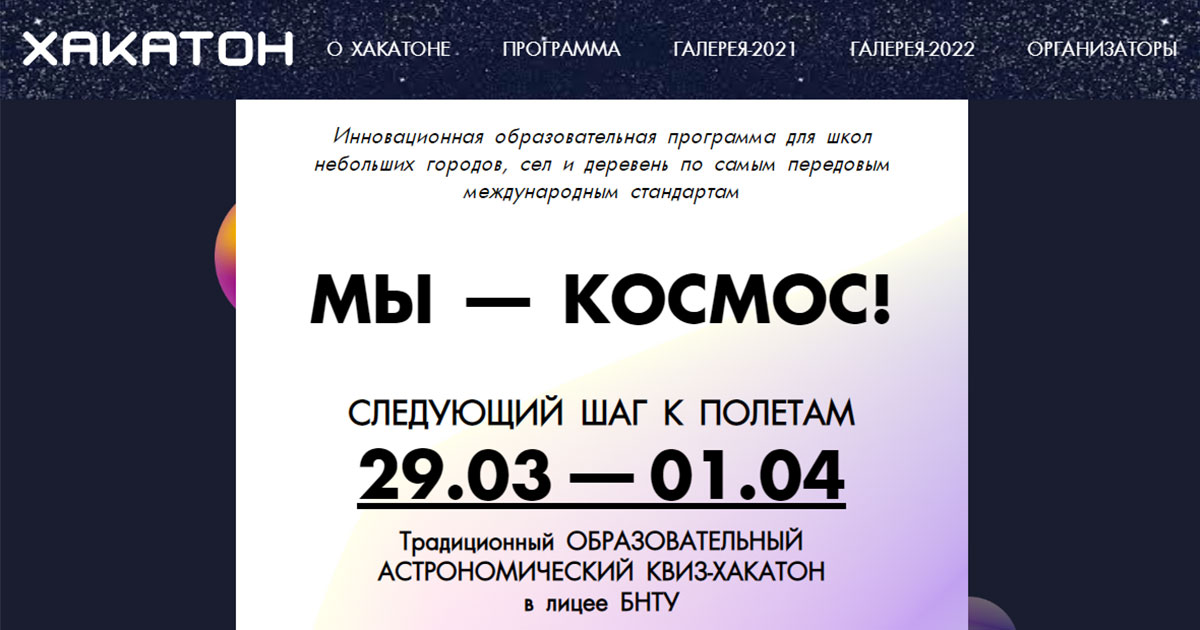 ХАКАТОН О ХАКАТОНЕ ПРОГРАММА ГАЛЕРЕЯ-2021 ГАЛЕРЕЯ-2022 ОРГАНИЗАТОРЫ
Инновационная образовательная программа для школ
небольших городов, сел и деревень по самым передовым
международным стандартам
МЫ — КОСМОС!
СЛЕДУЮЩИЙ ШАГ К ПОЛЕТАМ
29.03 — 01.04
Традиционный ОБРАЗОВАТЕЛЬНЫЙ
АСТРОНОМИЧЕСКИЙ КВИЗ-ХАКАТОН
в лицее БНТУ